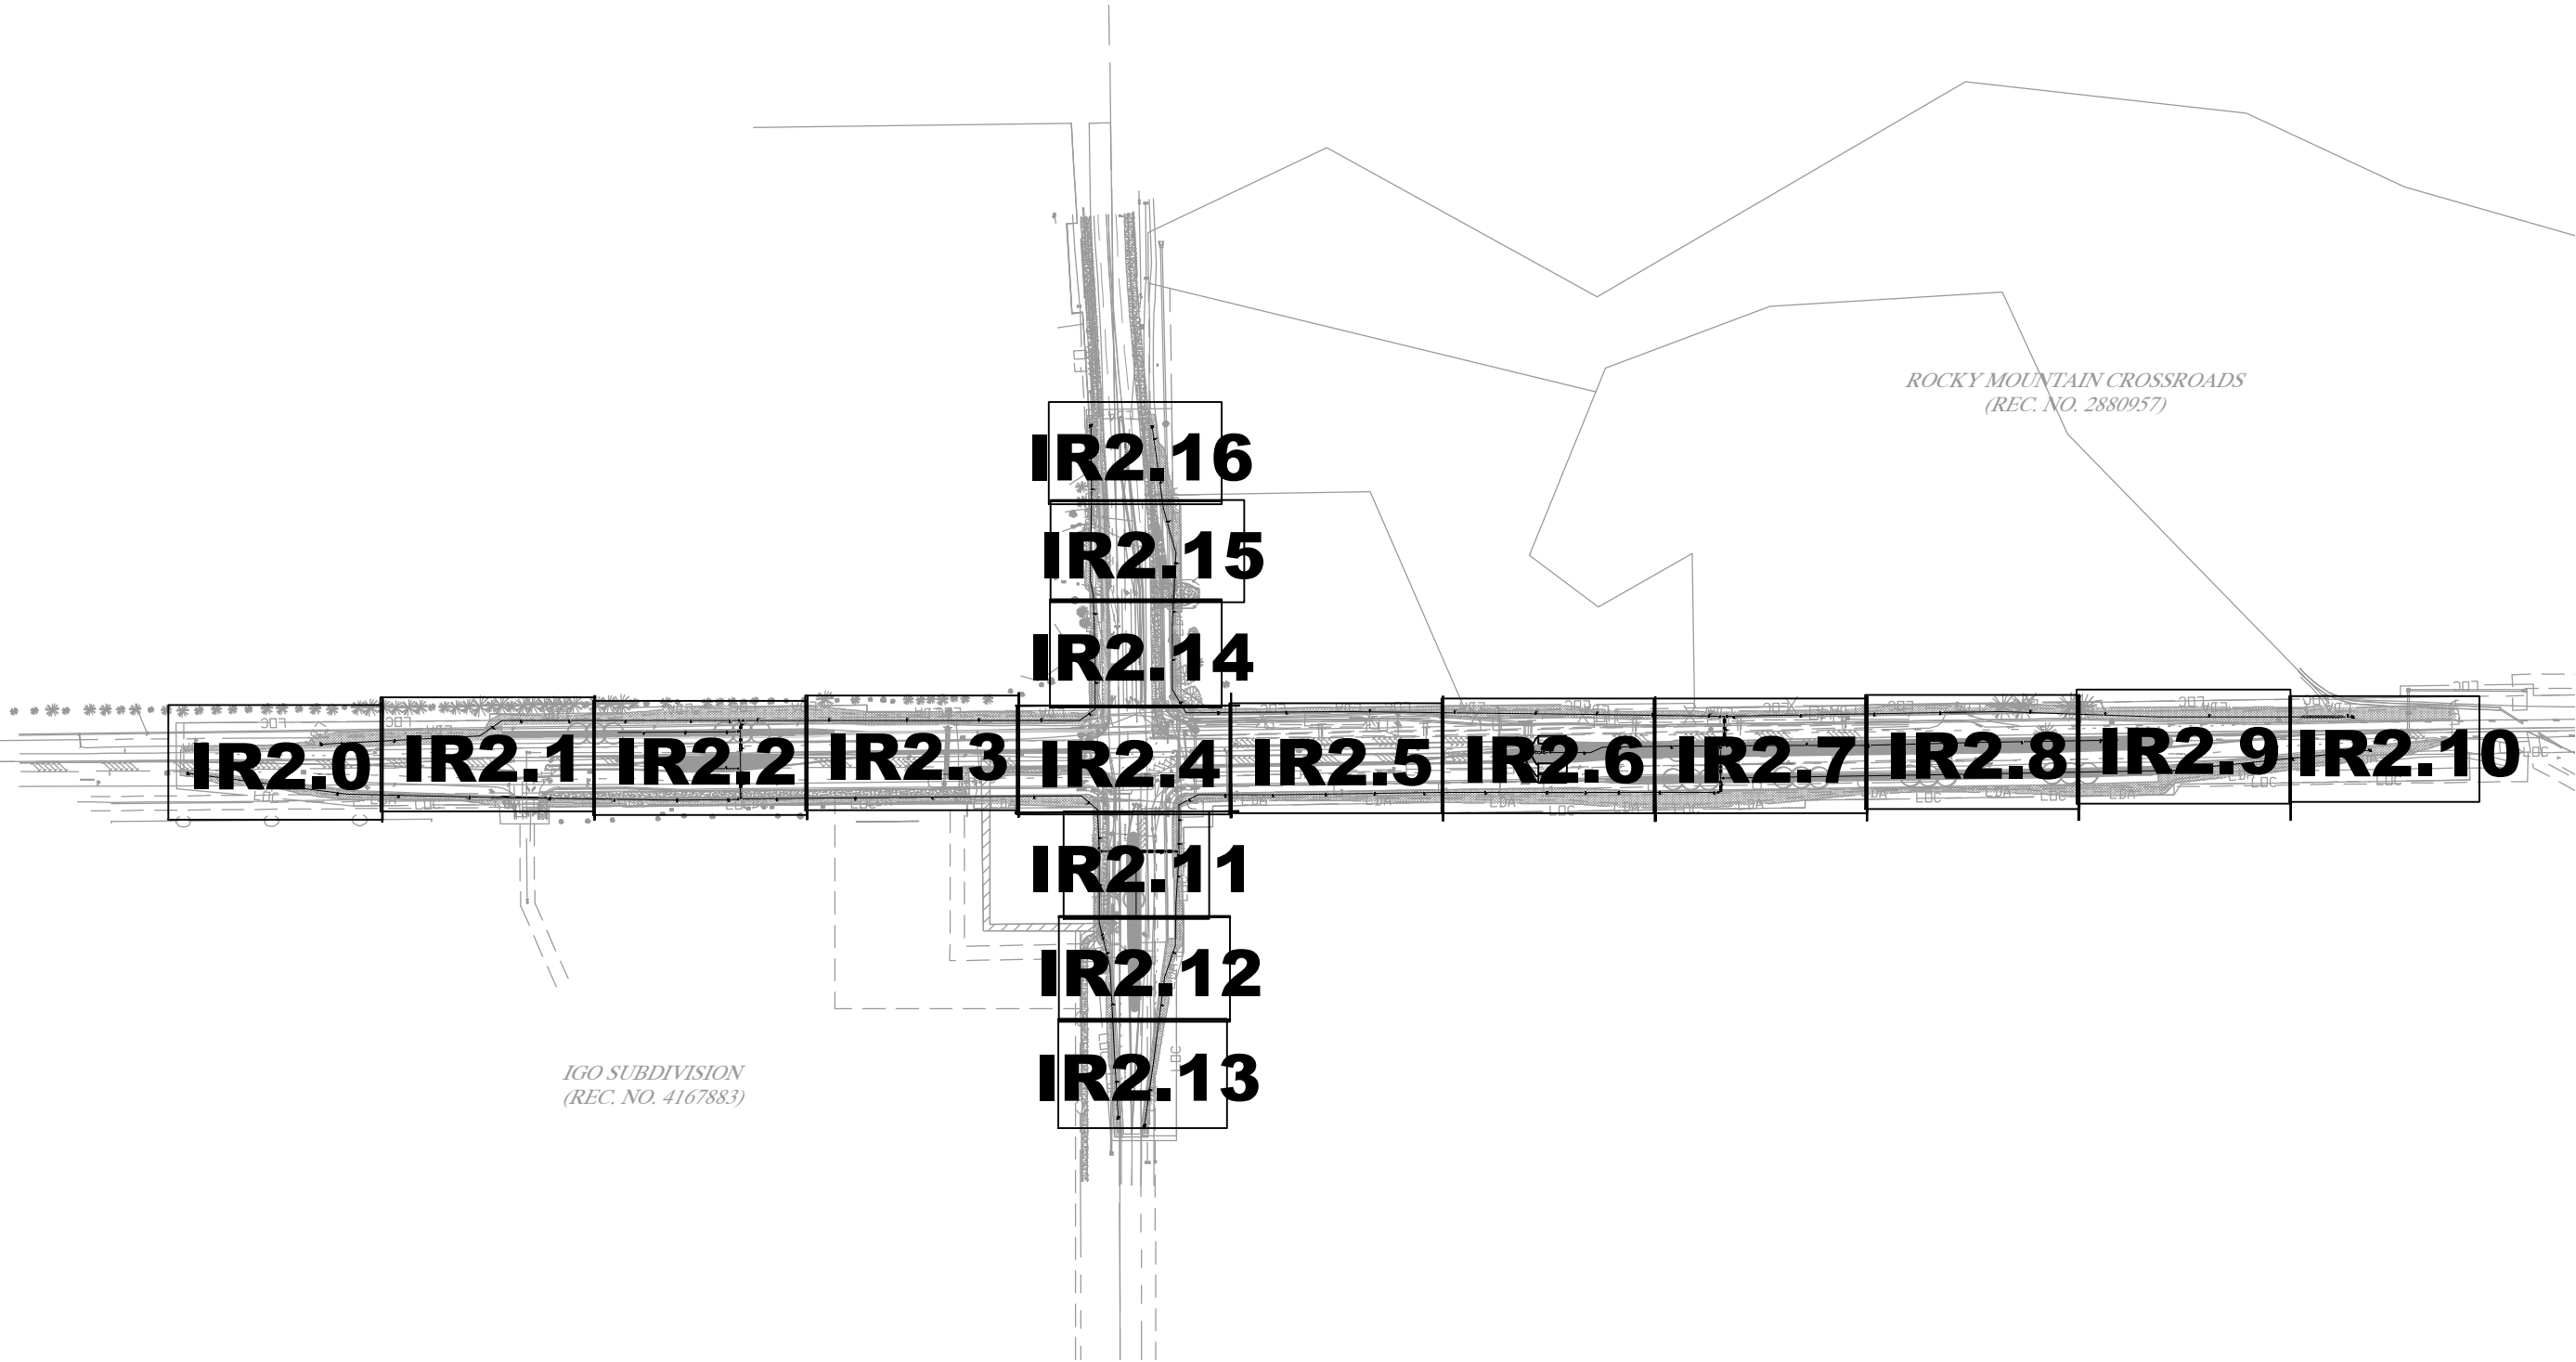 ROCKY MOUNTAIN CROSSROADS
(REC. NO. 2880957)
IR2.16
IR2.15
IR2.14
IR2.0
IR2.1
IR2.2
IR2.3
IR2.4
IR2.5
IR2.6
IR2.7
IR2.8
IR2.9
IR2.10
IR2.11
IR2.12
IR2.13
IGO SUBDIVISION
(REC. NO. 4167883)